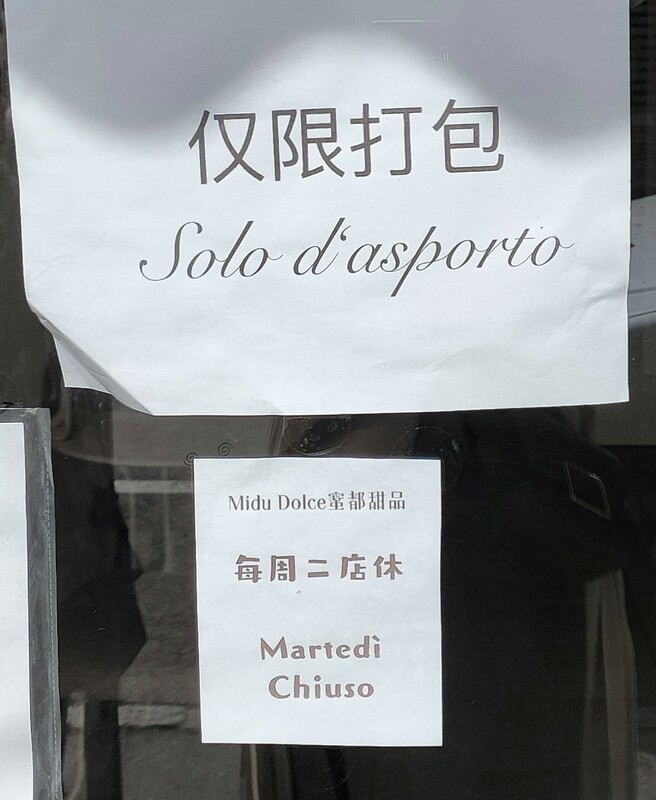 仅限打包
Solo d‘asporto
Midu Dolce蜜都甜品
每周二店休
Martedì
Chiuso